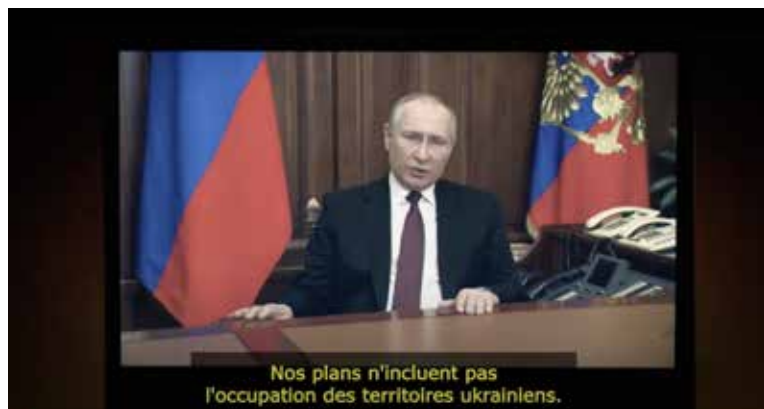 Nos plans n'incluent pas
l'occupation des territoires ukrainiens.